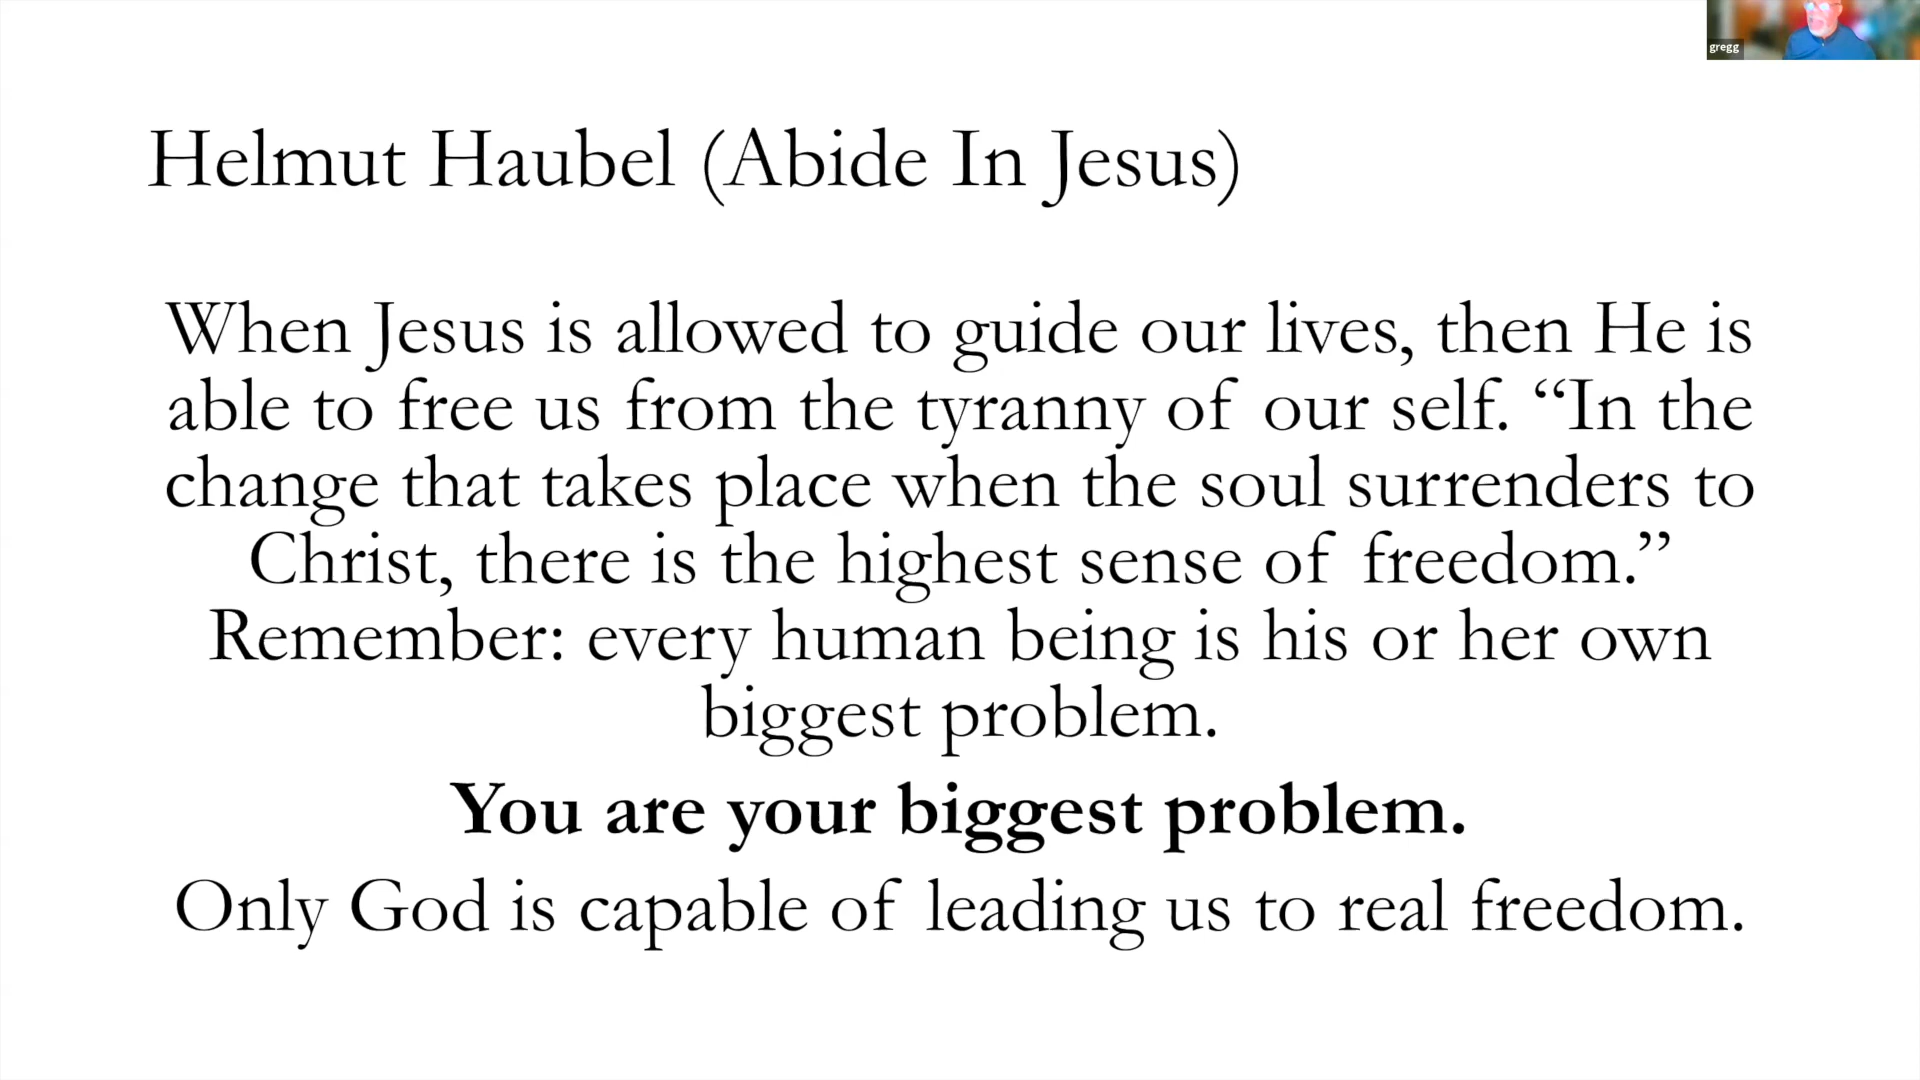 gregg
Helmut Haubel (Abide In Jesus)
When Jesus is allowed to guide our lives, then He is
able to free us from the tyranny of our self. “In the
change that takes place when the soul surrenders to
Christ, there is the highest sense of freedom.”
Remember: every human being is his or her own
biggest problem.
You are your biggest problem.
Only God is capable of leading us to real freedom.